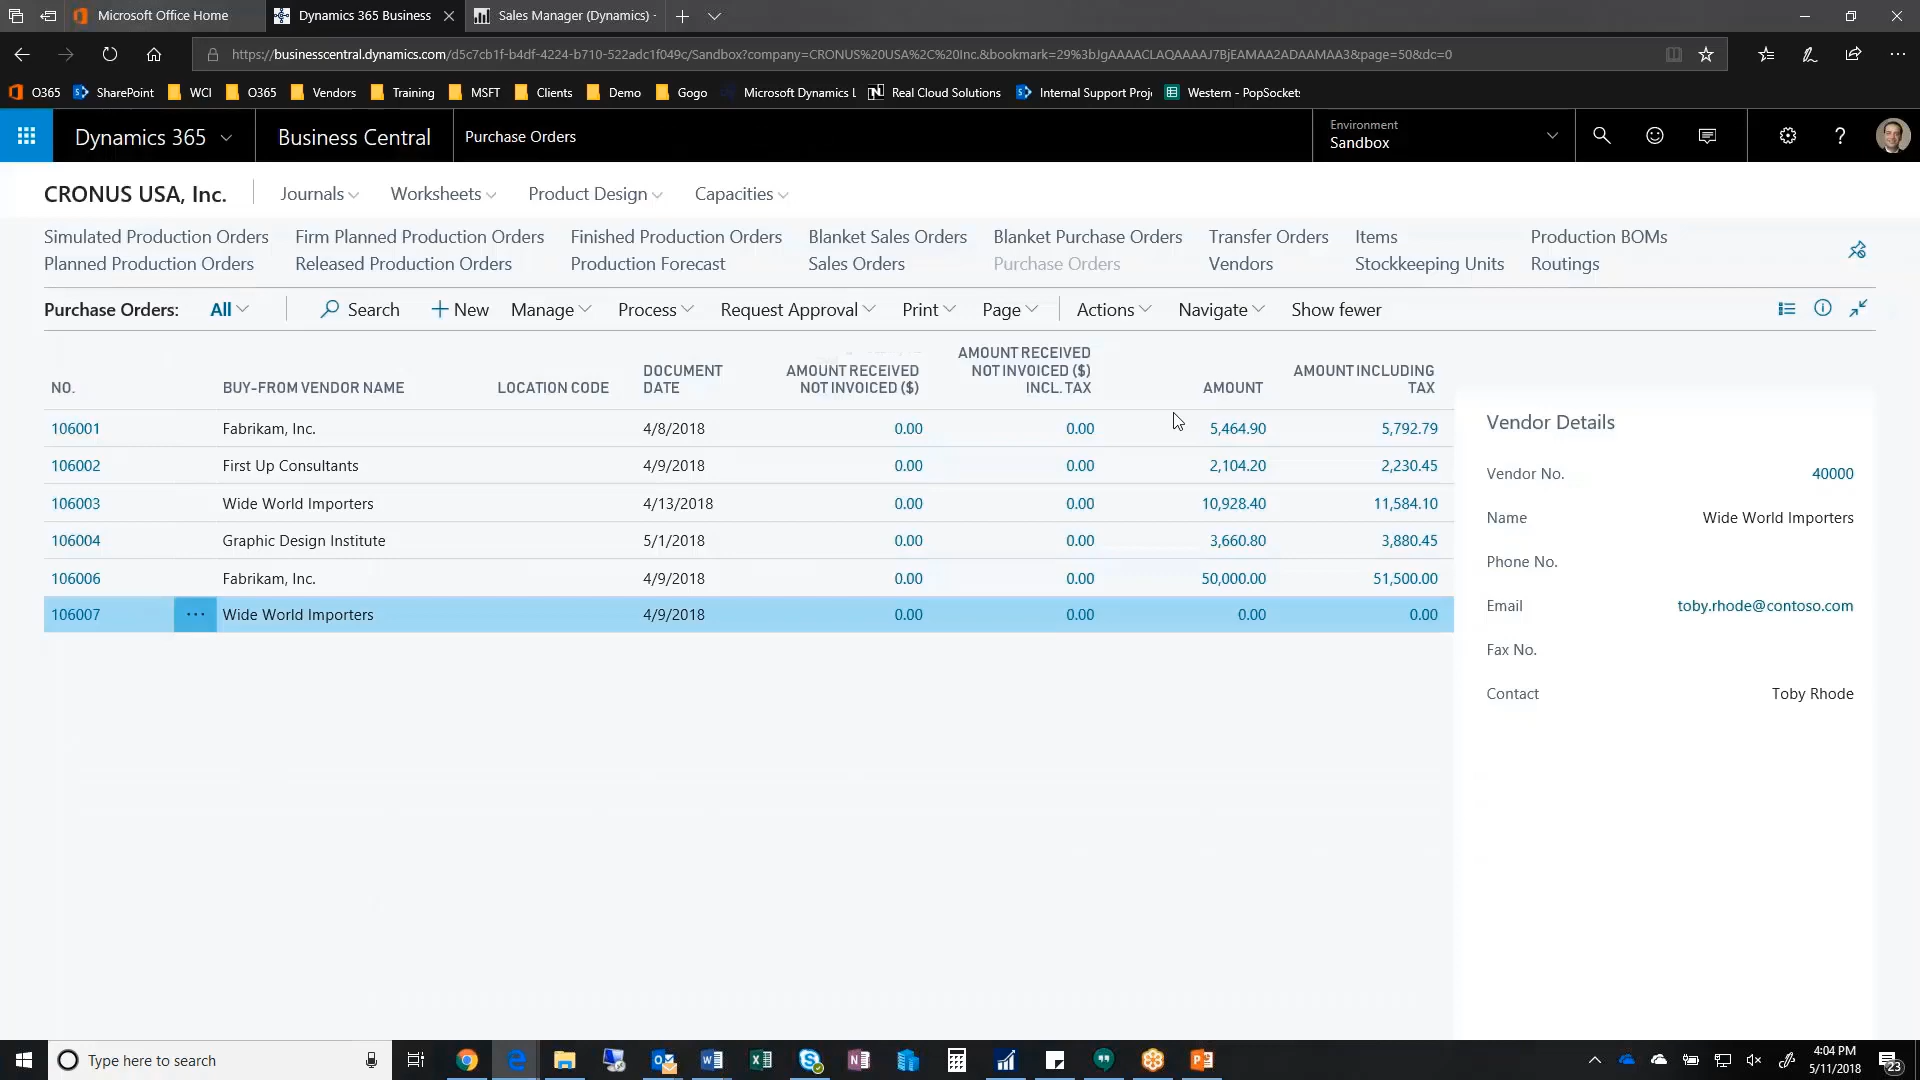 Microsoft Office Home
Dynamics 365 Business
Sales Manager (Dynamics) -
https://businesscentral.dynamics.com/d5c7cb1f-b4df-4224-b710-522adc1f049c/Sandbox?company=CRONUS%20USA%2C%20Inc.&bookmark=29%3bJgAAAACLAQAAAAJ7BjEAMAA2ADAAMAA3&page=50&dc=0
O365 SharePoint WCI O365 Vendors Training MSFT Clients Demo Gogo Microsoft Dynamics L Real Cloud Solutions Internal Support Proj Western - PopSockets
Dynamics 365 Business Central Purchase Orders
Environment
Sandbox
CRONUS USA, Inc. Journals Worksheets Product Design Capacities
Simulated Production Orders Firm Planned Production Orders Finished Production Orders Blanket Sales Orders Blanket Purchase Orders Transfer Orders Items Production BOMs
Planned Production Orders Released Production Orders Production Forecast Sales Orders Purchase Orders Vendors Stockkeeping Units Routings
Purchase Orders: All Search + New Manage Process Request Approval Print Page Actions Navigate Show fewer
NO. BUY-FROM VENDOR NAME LOCATION CODE DOCUMENT DATE AMOUNT RECEIVED NOT INVOICED ($) AMOUNT RECEIVED NOT INVOICED ($) INCL. TAX AMOUNT AMOUNT INCLUDING TAX
106001 Fabrikam, Inc. 4/8/2018 0.00 0.00 5,464.90 5,792.79
106002 First Up Consultants 4/9/2018 0.00 0.00 2,104.20 2,230.45
106003 Wide World Importers 4/13/2018 0.00 0.00 10,928.40 11,584.10
106004 Graphic Design Institute 5/1/2018 0.00 0.00 3,660.80 3,880.45
106006 Fabrikam, Inc. 4/9/2018 0.00 0.00 50,000.00 51,500.00
106007 ... Wide World Importers 4/9/2018 0.00 0.00 0.00 0.00
Vendor Details
Vendor No. 40000
Name Wide World Importers
Phone No.
Email toby.rhode@contoso.com
Fax No.
Contact Toby Rhode
Type here to search
4:04 PM
5/11/2018
23